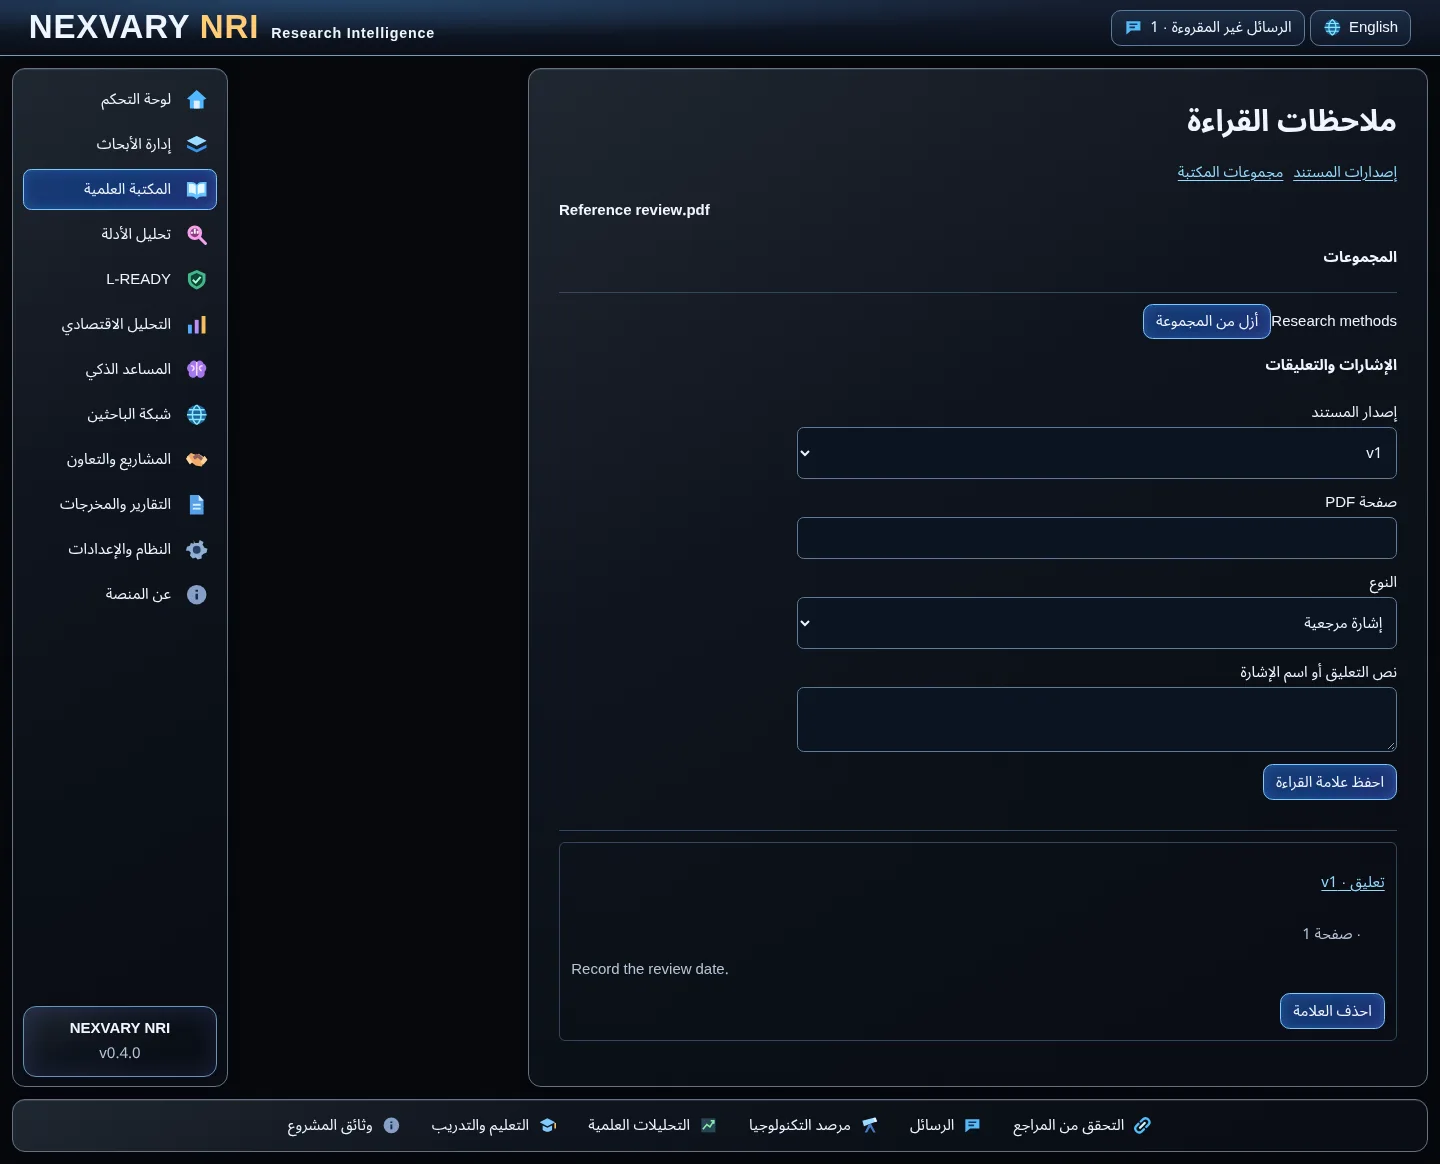 NEXVARY NRI Research Intelligence
الرسائل غير المقروءة · 1
English
لوحة التحكم
إدارة الأبحاث
المكتبة العلمية
تحليل الأدلة
L-READY
التحليل الاقتصادي
المساعد الذكي
شبكة الباحثين
المشاريع والتعاون
التقارير والمخرجات
النظام والإعدادات
عن المنصة
NEXVARY NRI
v0.4.0
ملاحظات القراءة
إصدارات المستند مجموعات المكتبة
Reference review.pdf
المجموعات
Research methods أزل من المجموعة
الإشارات والتعليقات
إصدار المستند
v1
صفحة PDF
النوع
إشارة مرجعية
نص التعليق أو اسم الإشارة
احفظ علامة القراءة
تعليق · v1
· صفحة 1
Record the review date.
احذف العلامة
التحقق من المراجع
الرسائل
مرصد التكنولوجيا
التحليلات العلمية
التعليم والتدريب
وثائق المشروع